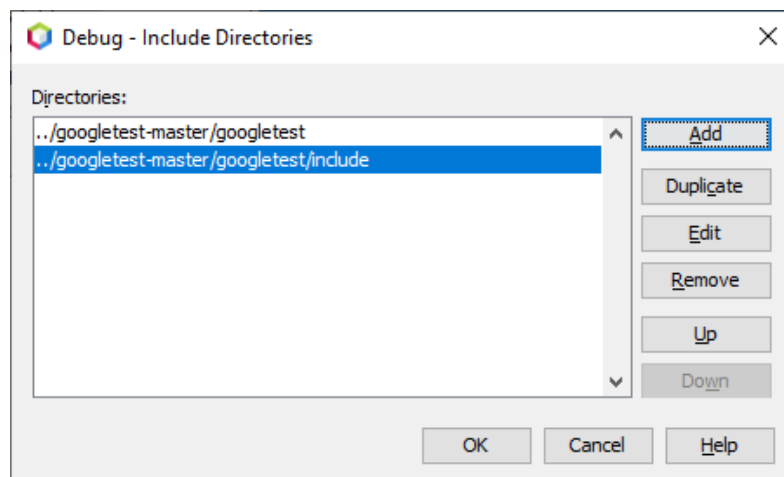 Debug - Include Directories
Directories:
../googletest-master/googletest
../googletest-master/googletest/include
Add
Duplicate
Edit
Remove
Up
Down
OK
Cancel
Help